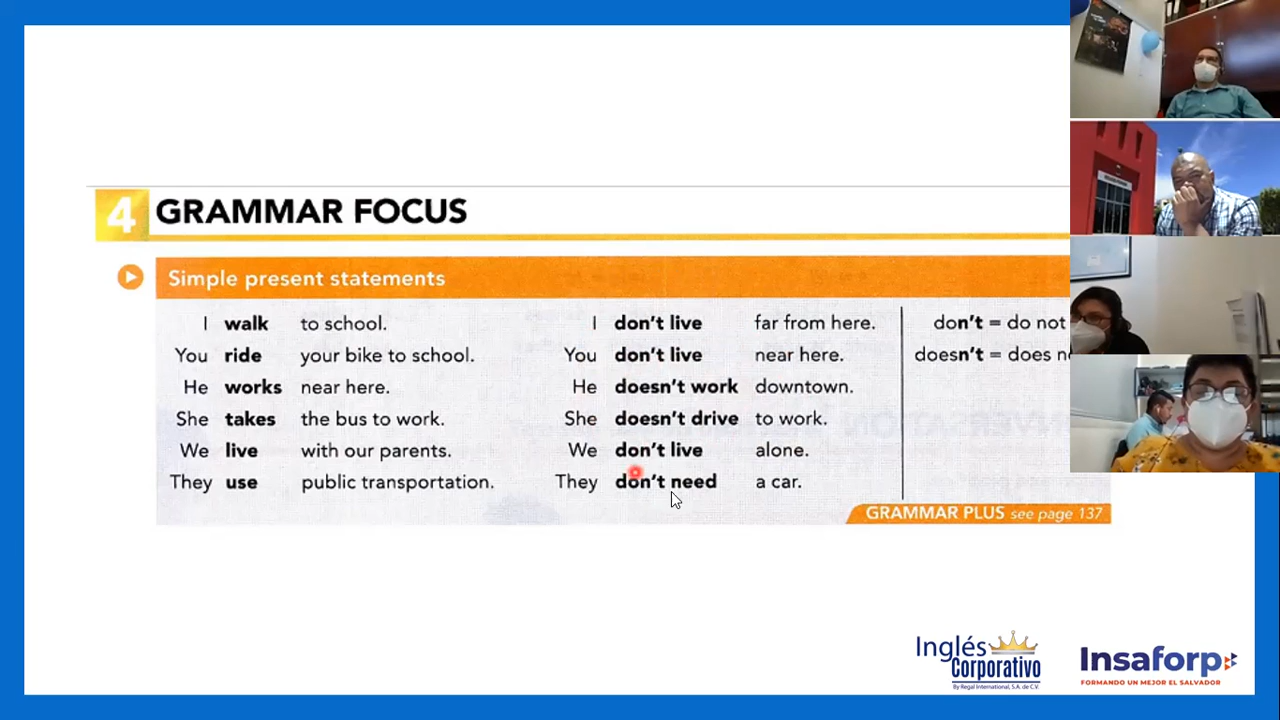 4 GRAMMAR FOCUS
Simple present statements
I walk to school. I don't live far from here. don't = do not
You ride your bike to school. You don't live near here. doesn't = does
He works near here. He doesn't work downtown.
She takes the bus to work. She doesn't drive to work.
We live with our parents. We don't live alone.
They use public transportation. They don't need a car.
GRAMMAR PLUS see page 137
Inglés
Corporativo
By Regal International, S.A. de C.V.
Insaforp
FORMANDO UN MEJOR EL SALVADOR